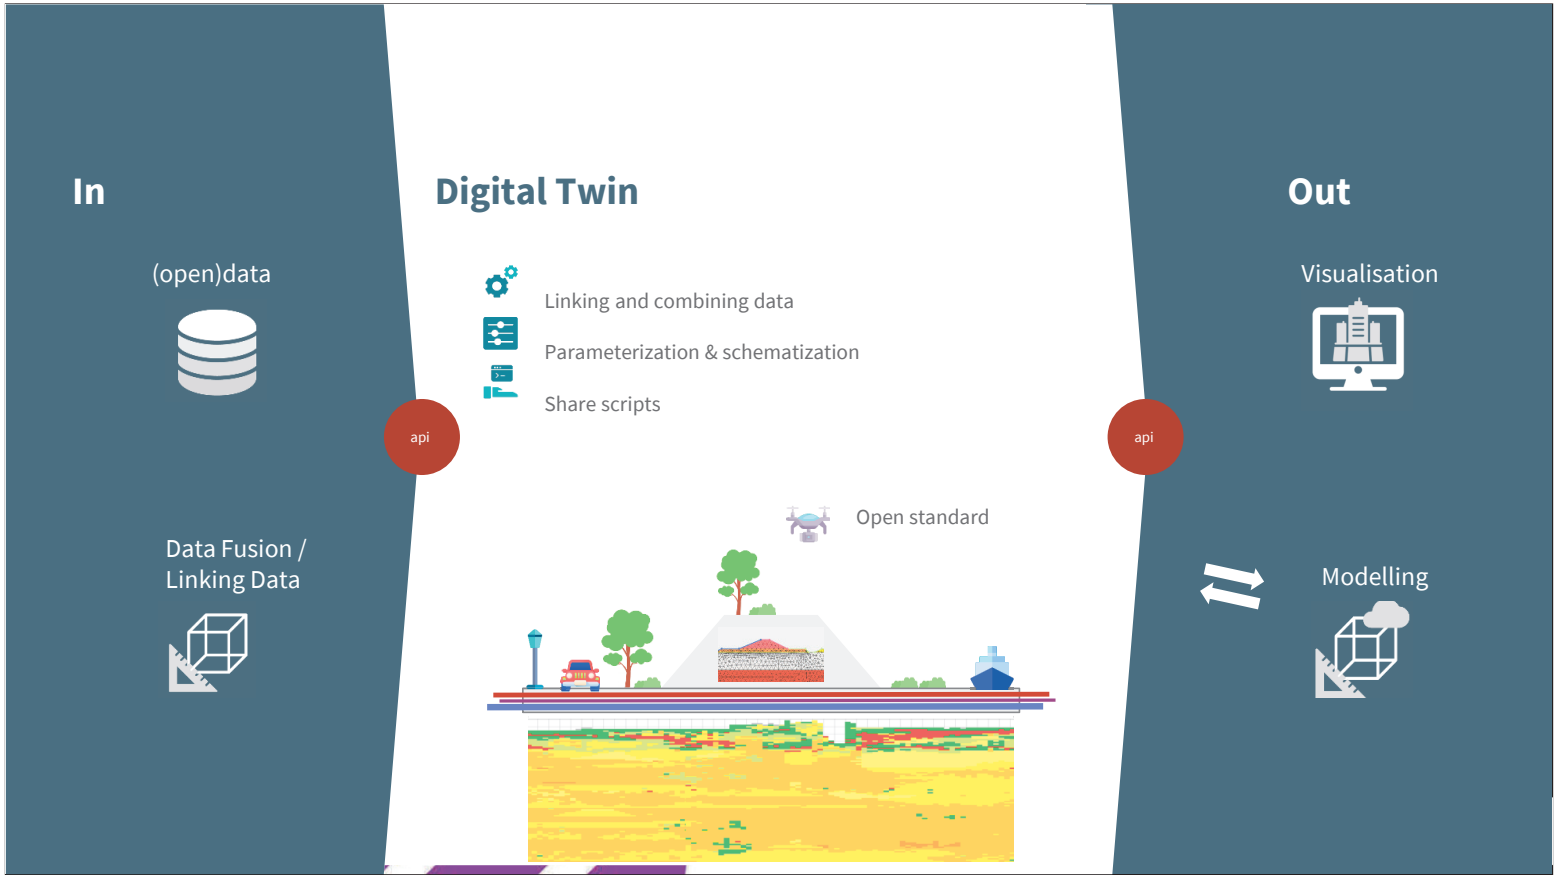 In
(open)data
api
Data Fusion /
Linking Data
Digital Twin
Linking and combining data
Parameterization & schematization
Share scripts
Open standard
Out
Visualisation
api
Modelling